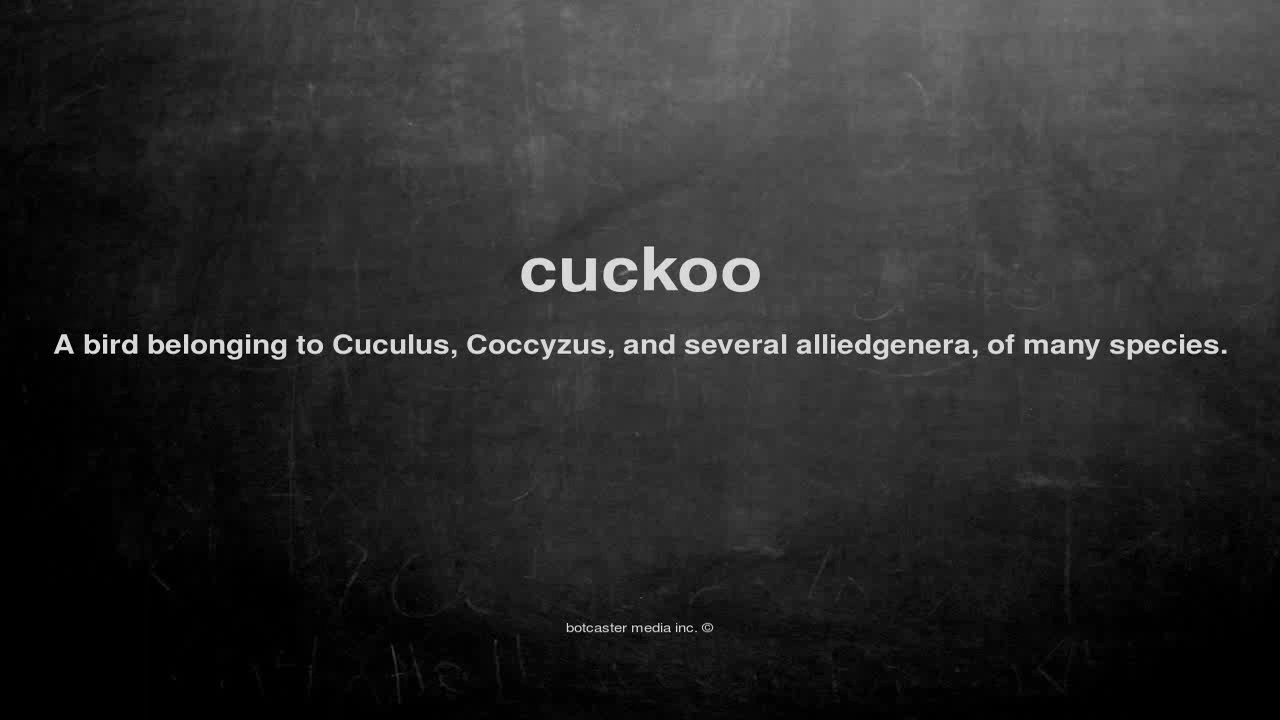 cuckoo
A bird belonging to Cuculus, Coccyzus, and several alliedgenera, of many species.
botcaster media inc. ©